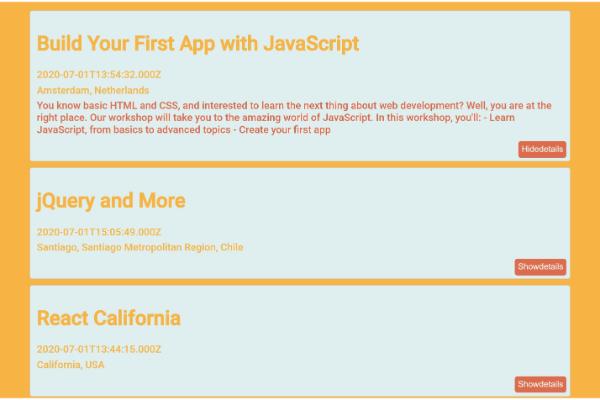 Build Your First App with JavaScript
2020-07-01T13:54:32.000Z
Amsterdam, Netherlands
You know basic HTML and CSS, and interested to learn the next thing about web development? Well, you are at the
right place. Our workshop will take you to the amazing world of JavaScript. In this workshop, you'll: - Learn
JavaScript, from basics to advanced topics - Create your first app
Hidedetails
jQuery and More
2020-07-01T15:05:49.000Z
Santiago, Santiago Metropolitan Region, Chile
Showdetails
React California
2020-07-01T13:44:15.000Z
California, USA
Showdetails